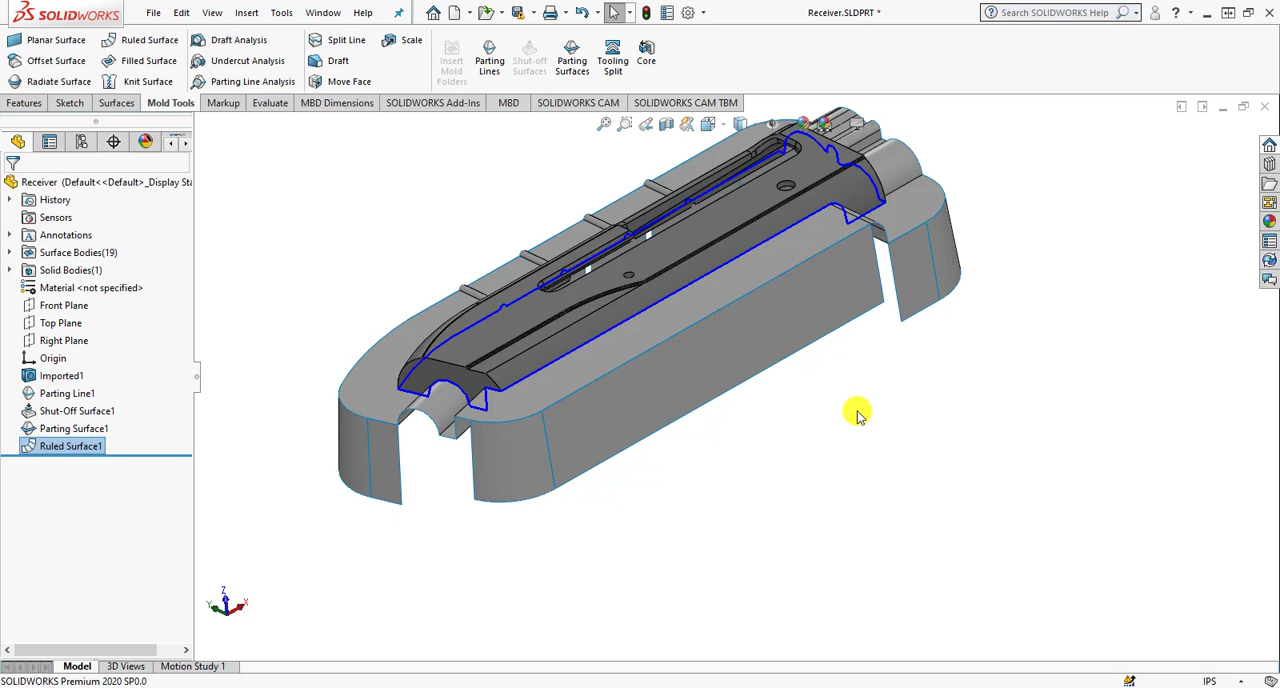 SOLIDWORKS File Edit View Insert Tools Window Help Receiver.SLDPRT * Search SOLIDWORKS Help
Planar Surface Ruled Surface Draft Analysis Split Line Scale
Offset Surface Filled Surface Undercut Analysis Draft
Radiate Surface Knit Surface Parting Line Analysis Move Face
Insert Mold Folders
Parting Lines
Shut-off Surfaces
Parting Surfaces
Tooling Split
Core
Features Sketch Surfaces Mold Tools Markup Evaluate MBD Dimensions SOLIDWORKS Add-Ins MBD SOLIDWORKS CAM SOLIDWORKS CAM TBM
Receiver (Default<<Default>_Display Sta
History
Sensors
Annotations
Surface Bodies(19)
Solid Bodies(1)
Material <not specified>
Front Plane
Top Plane
Right Plane
Origin
Imported1
Parting Line1
Shut-Off Surface1
Parting Surface1
Ruled Surface1
Z
Y X
Model 3D Views Motion Study 1
SOLIDWORKS Premium 2020 SP0.0 IPS